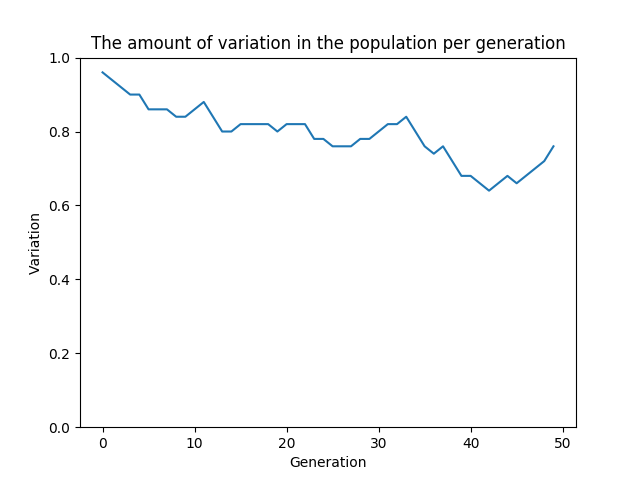 The amount of variation in the population per generation
1.0
0.8
0.6
0.4
0.2
0.0
Variation
0 10 20 30 40 50
Generation